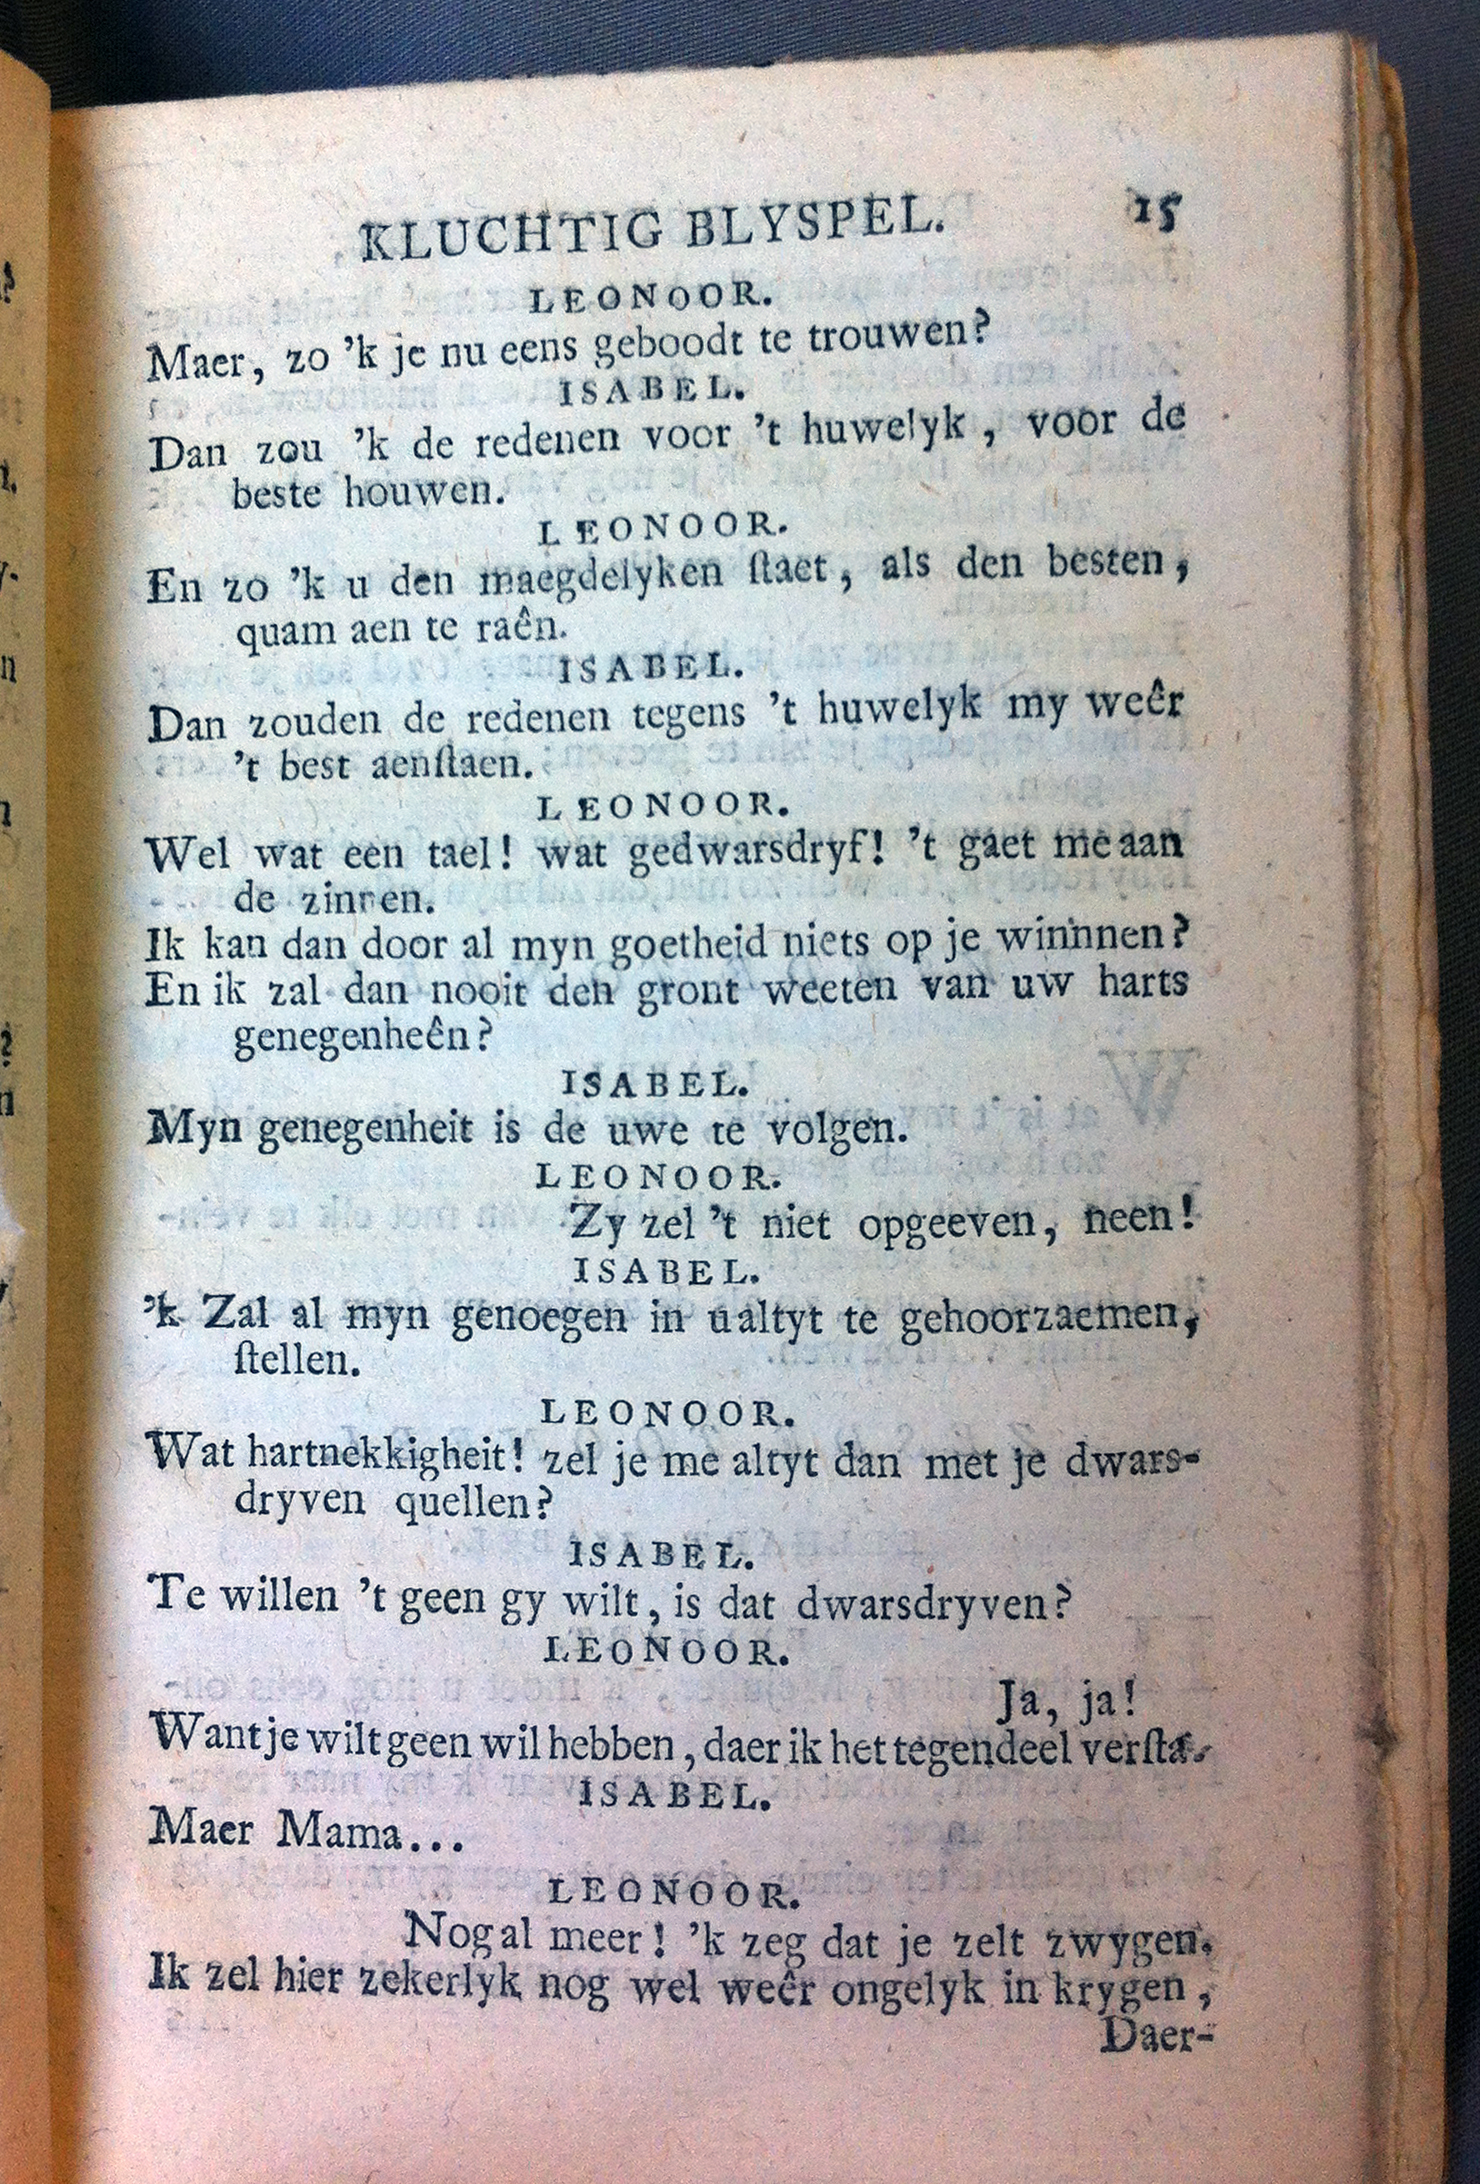 KLUCHTIG BLYSPEL. 15
LEONOOR.
Maer, zo ’k je nu eens geboodt te trouwen?
ISABEL.
Dan zou ’k de redenen voor ’t huwelyk, voor de
beste houwen.
LEONOOR.
En zo ’k u den maegdelyken ſtaet, als den besten,
quam aen te raên.
ISABEL.
Dan zouden de redenen tegens ’t huwelyk my weêr
’t best aenſtaen.
LEONOOR.
Wel wat een tael! wat gedwarsdryf! ’t gaet me aan
de zinnen.
Ik kan dan door al myn goetheid niets op je winnnen?
En ik zal dan nooit den gront weeten van uw harts
genegenheên?
ISABEL.
Myn genegenheit is de uwe te volgen.
LEONOOR.
Zy zel ’t niet opgeeven, neen!
ISABEL.
’k Zal al myn genoegen in u altyt te gehoorzaemen,
ſtellen.
LEONOOR.
Wat hartnekkigheit! zel je me altyt dan met je dwars-
dryven quellen?
ISABEL.
Te willen ’t geen gy wilt, is dat dwarsdryven?
LEONOOR.
Ja, ja!
Want je wilt geen wil hebben, daer ik het tegendeel verſta.
ISABEL.
Maer Mama...
LEONOOR.
Nog al meer! ’k zeg dat je zelt zwygen.
Ik zel hier zekerlyk nog wel weêr ongelyk in krygen,
Daer-